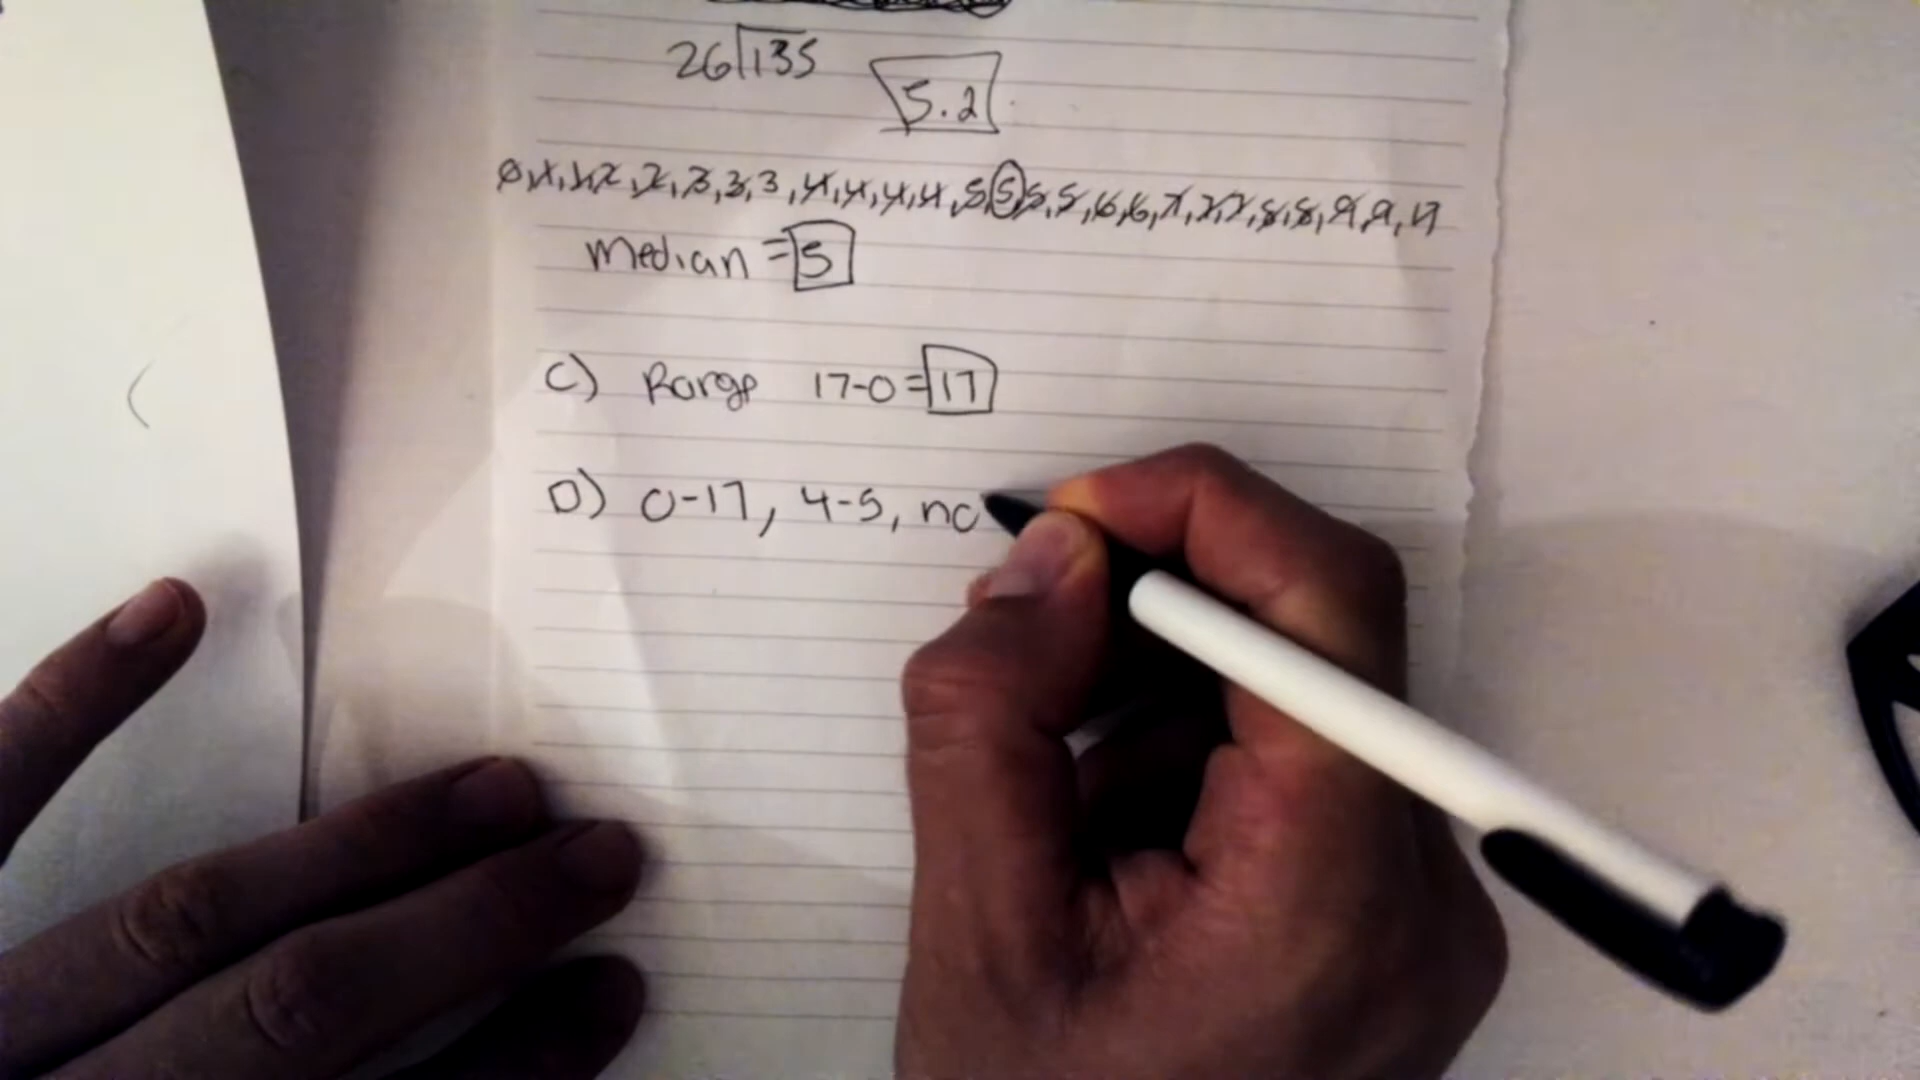 26 135
5.2
0,1,1,2,2,3,3,3,4,4,4,4,5,5,5,5,6,6,7,7,7,8,8,9,9,17
median = 5
C) Range 17-0 = 17
D) 0-17, 4-5, no